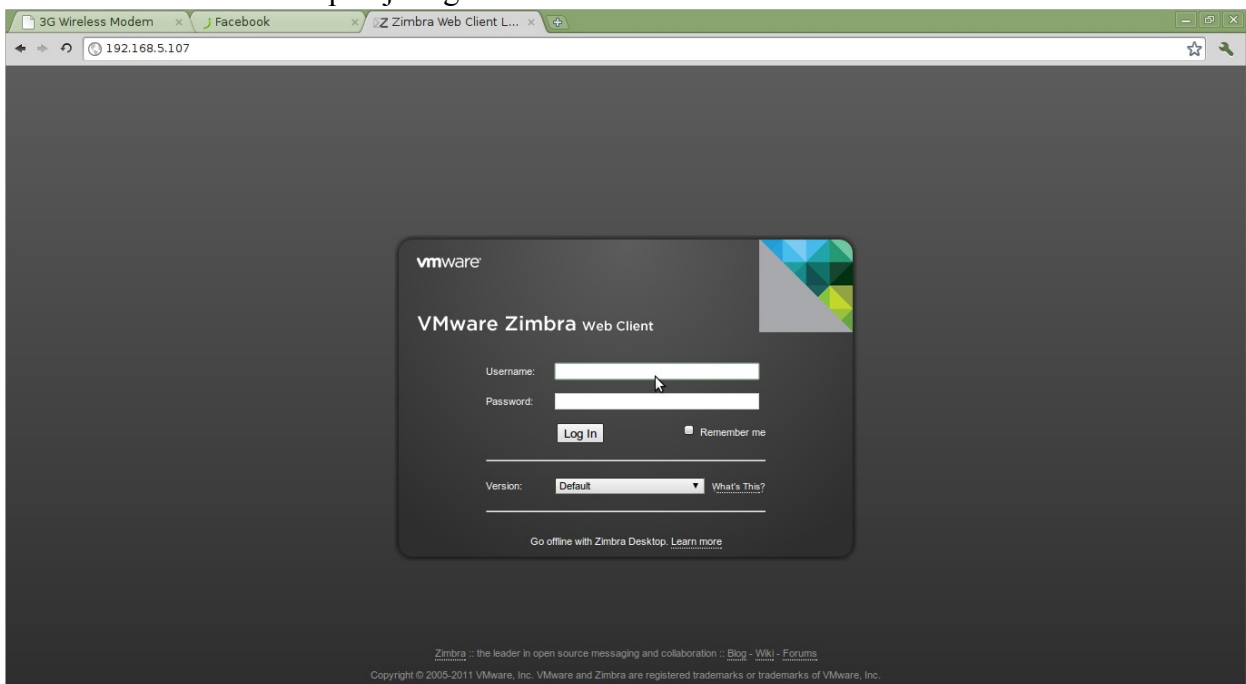 3G Wireless Modem
Facebook
Zimbra Web Client L...
192.168.5.107
vmware
VMware Zimbra Web Client
Username:
Password:
Log In Remember me
Version: Default What's This?
Go offline with Zimbra Desktop. Learn more
Zimbra :: the leader in open source messaging and collaboration :: Blog - Wiki - Forums
Copyright © 2005-2011 VMware, Inc. VMware and Zimbra are registered trademarks or trademarks of VMware, Inc.